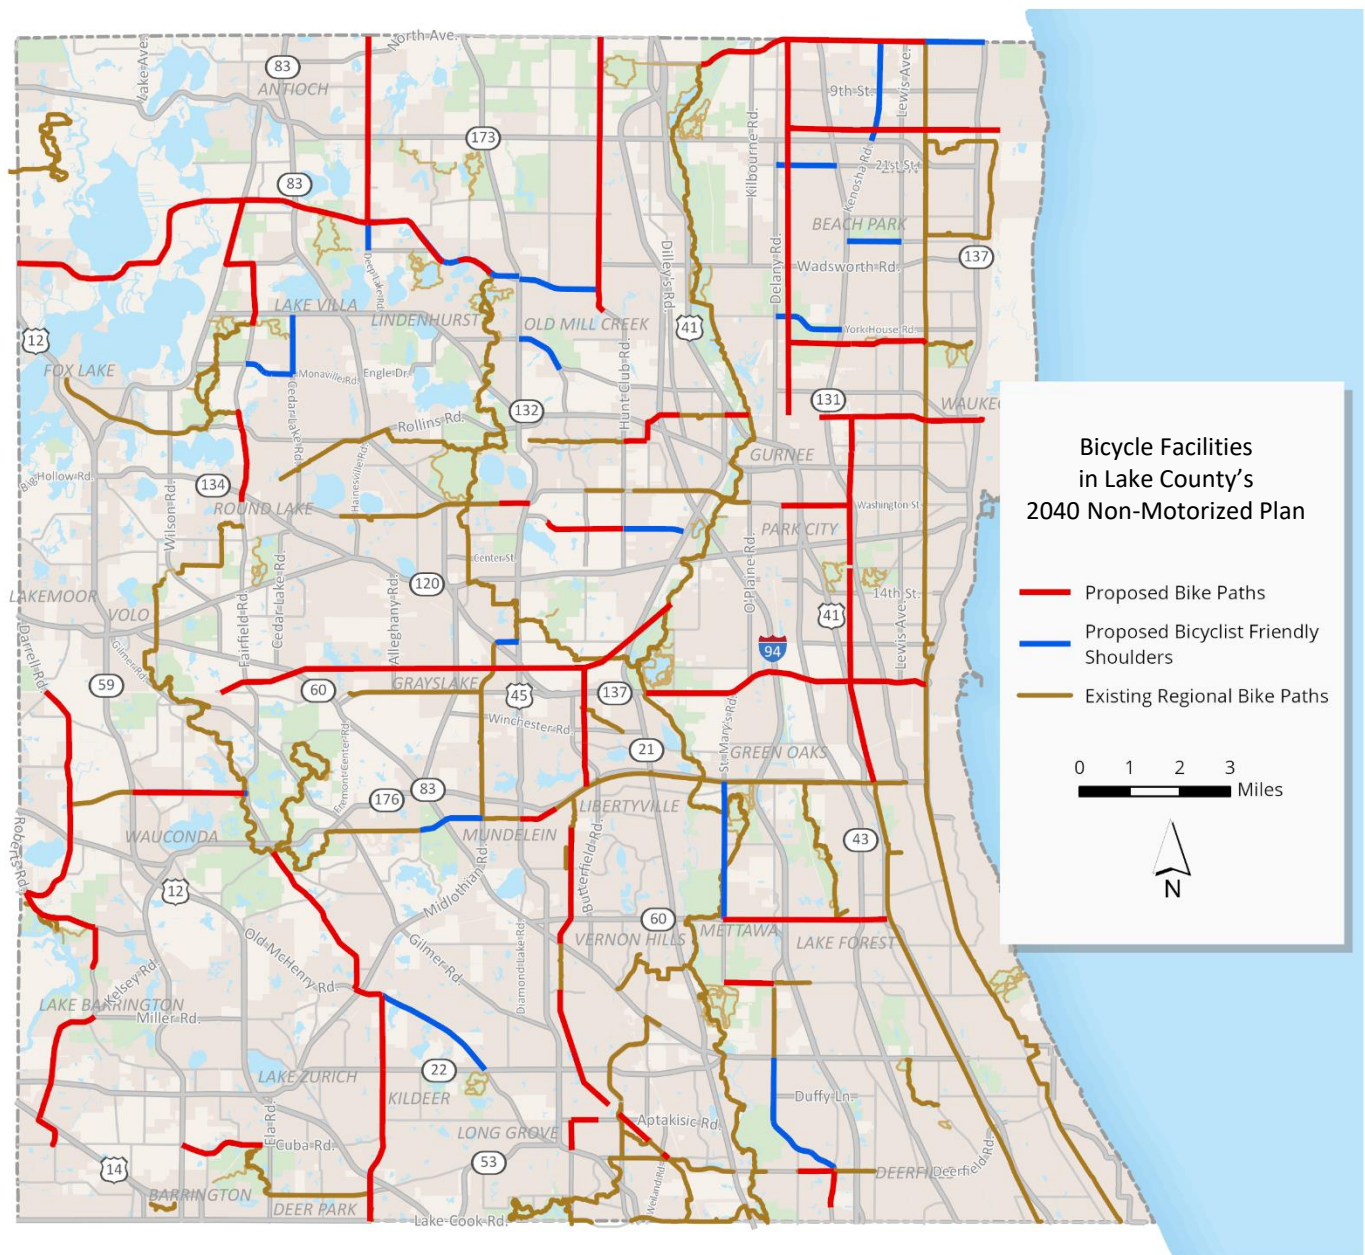 North Ave.
Lake Ave.
83
ANTIOCH
9th St.
Lewis Ave.
Kilbourne Rd.
173
Kenosha Rd.
21st St.
83
BEACH PARK
137
Wadsworth Rd.
Deep Lake Rd.
Dilley's Rd.
Delany Rd.
LAKE VILLA
LINDENHURST
OLD MILL CREEK
41
York House Rd.
12
FOX LAKE
Monaville Rd.
Engle Dr.
Hunt Club Rd.
Cedar Lake Rd.
132
131
Rollins Rd.
GURNEE
Big Hollow Rd.
134
Wilson Rd.
Hainesville Rd.
ROUND LAKE
Washington St.
PARK CITY
Center St.
120
O'Plaine Rd.
LAKEMOOR
VOLO
14th St.
Darrell Rd.
Gilmer Rd.
Fairfield Rd.
Cedar Lake Rd.
Alleghany Rd.
41
Lewis Ave.
94
59
60
GRAYSLAKE
45
137
Winchester Rd.
St. Mary's Rd.
Fremont Center Rd.
21
GREEN OAKS
176
83
LIBERTYVILLE
Roberts Rd.
WAUCONDA
MUNDELEIN
43
Butterfield Rd.
12
Midlothian Rd.
60
VERNON HILLS
METTAWA
LAKE FOREST
Old McHenry Rd.
Gilmer Rd.
Diamond Lake Rd.
Kelsey Rd.
LAKE BARRINGTON
Miller Rd.
LAKE ZURICH
22
KILDEER
Duffy Ln.
Ela Rd.
Cuba Rd.
LONG GROVE
Aptakisic Rd.
14
53
Weiland Rd.
Deerfield Rd.
BARRINGTON
DEER PARK
Lake-Cook Rd.
Bicycle Facilities
in Lake County's
2040 Non-Motorized Plan
Proposed Bike Paths
Proposed Bicyclist Friendly
Shoulders
Existing Regional Bike Paths
0 1 2 3
Miles
N